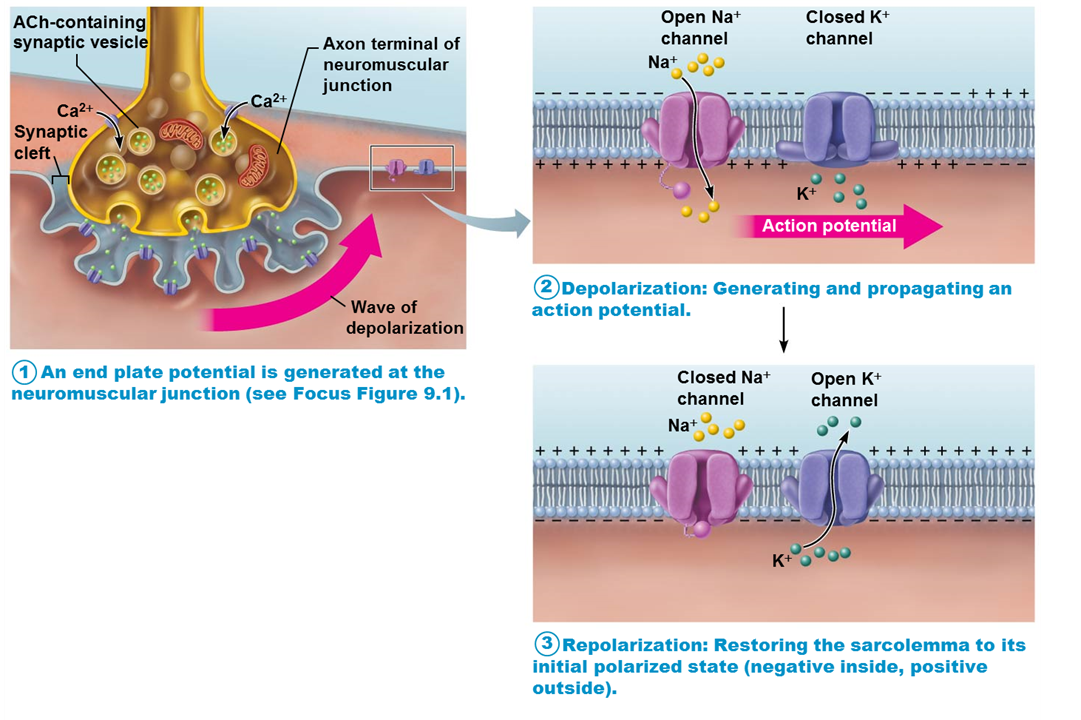 ACh-containing
synaptic vesicle
Axon terminal of
neuromuscular
junction
Ca2+
Ca2+
Synaptic
cleft
Wave of
depolarization
1 An end plate potential is generated at the
neuromuscular junction (see Focus Figure 9.1).
Open Na+
channel
Closed K+
channel
Na+
K+
Action potential
2 Depolarization: Generating and propagating an
action potential.
Closed Na+
channel
Open K+
channel
Na+
K+
3 Repolarization: Restoring the sarcolemma to its
initial polarized state (negative inside, positive
outside).